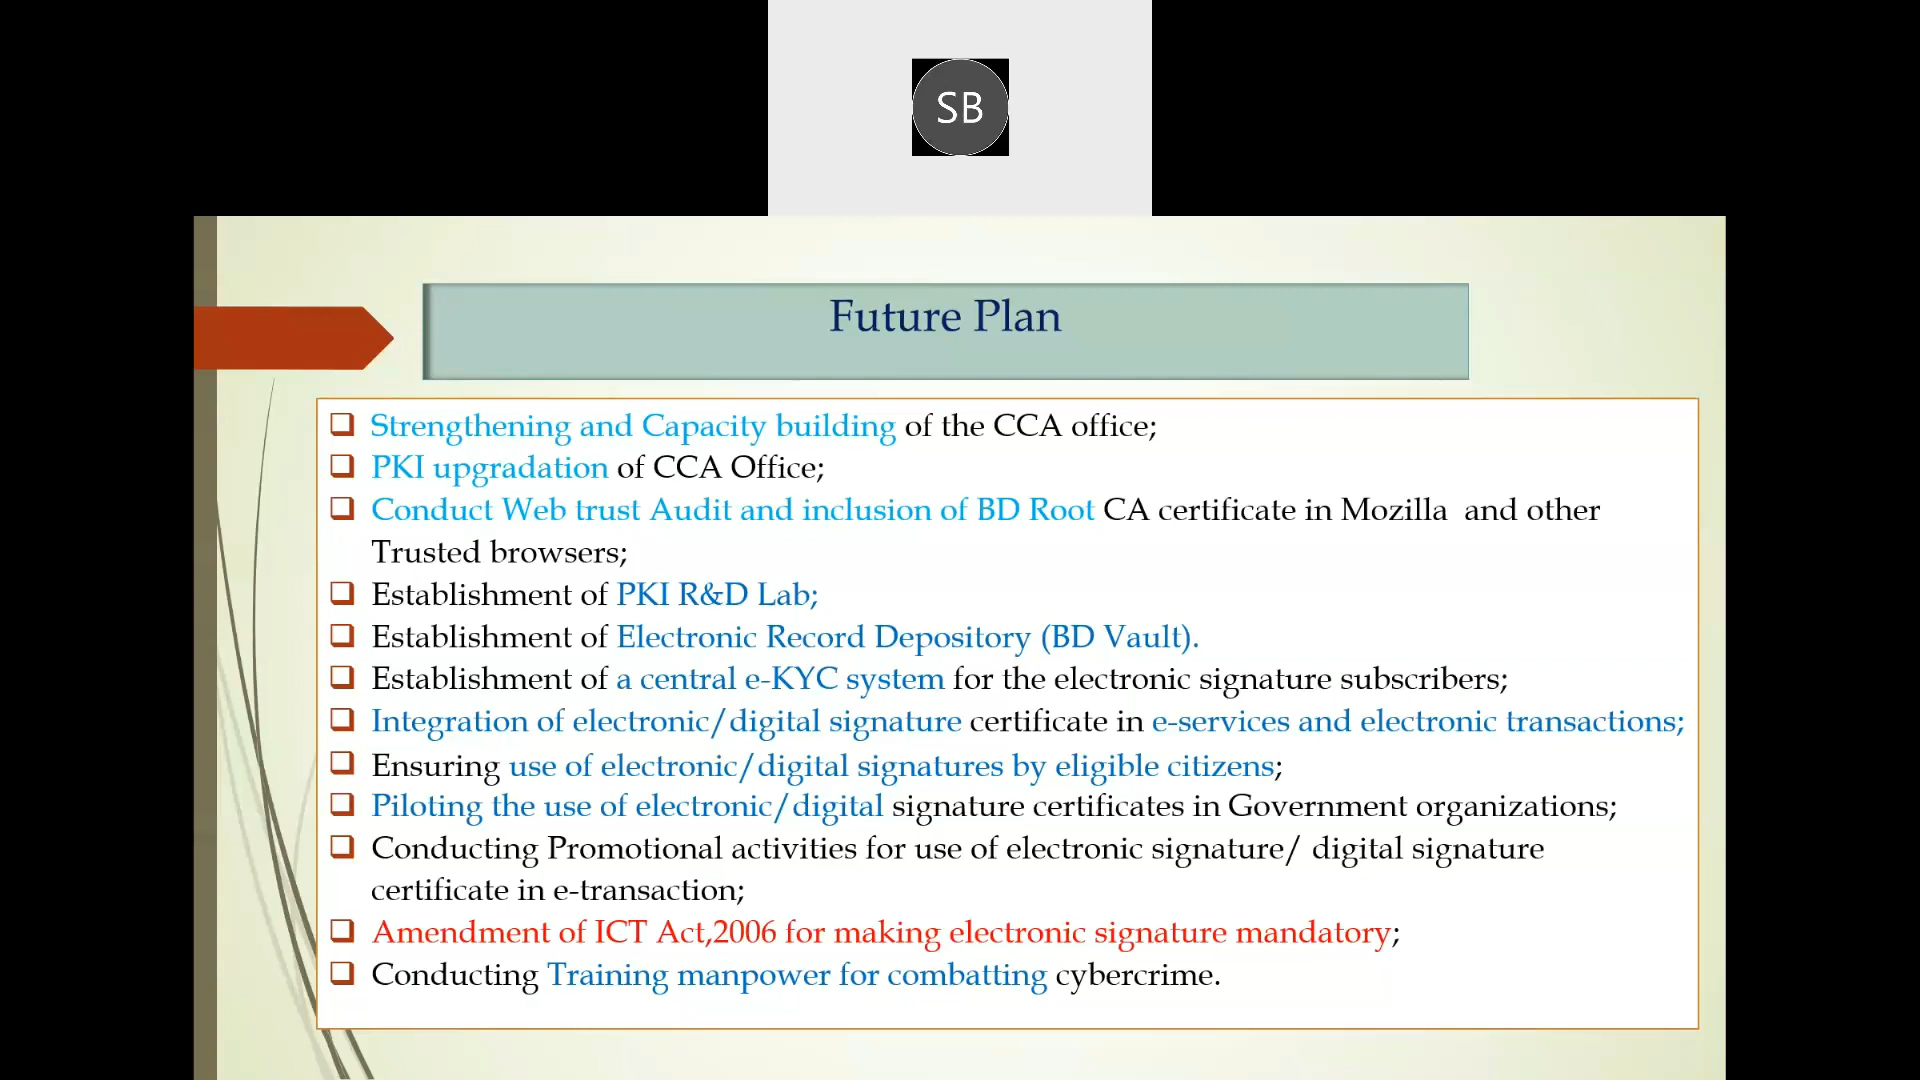 SB
Future Plan
Strengthening and Capacity building of the CCA office;
PKI upgradation of CCA Office;
Conduct Web trust Audit and inclusion of BD Root CA certificate in Mozilla and other
Trusted browsers;
Establishment of PKI R&D Lab;
Establishment of Electronic Record Depository (BD Vault).
Establishment of a central e-KYC system for the electronic signature subscribers;
Integration of electronic/digital signature certificate in e-services and electronic transactions;
Ensuring use of electronic/digital signatures by eligible citizens;
Piloting the use of electronic/digital signature certificates in Government organizations;
Conducting Promotional activities for use of electronic signature/ digital signature
certificate in e-transaction;
Amendment of ICT Act,2006 for making electronic signature mandatory;
Conducting Training manpower for combatting cybercrime.